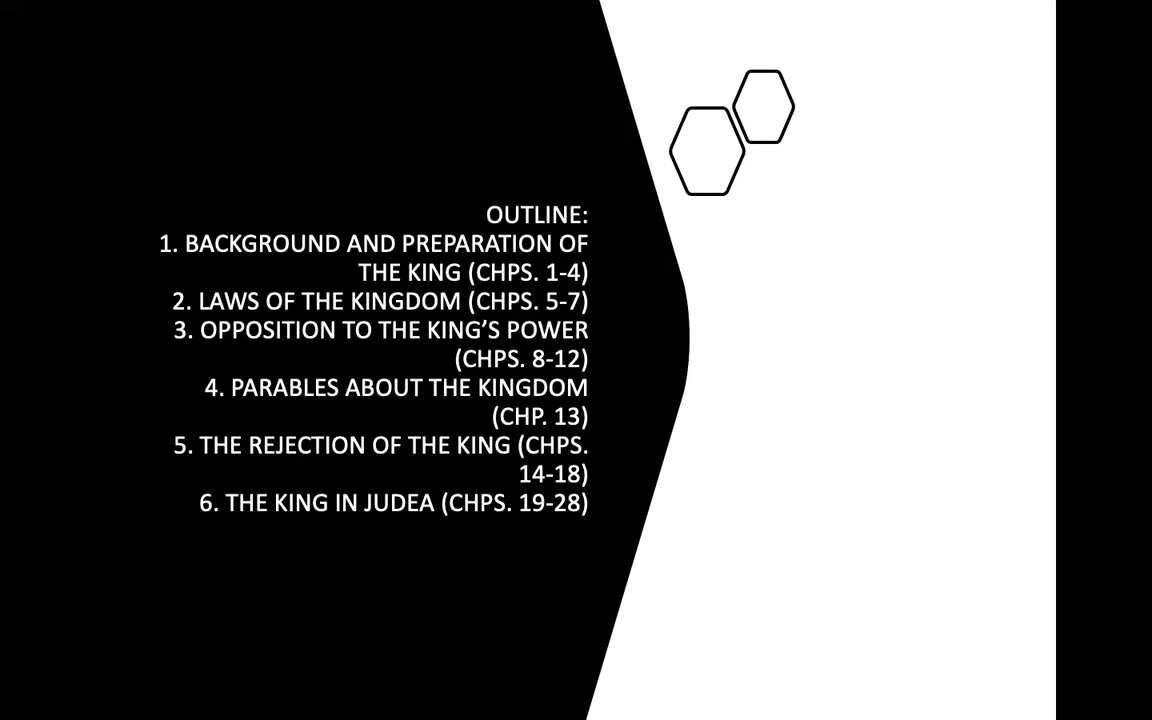 OUTLINE:
1. BACKGROUND AND PREPARATION OF
THE KING (CHPS. 1-4)
2. LAWS OF THE KINGDOM (CHPS. 5-7)
3. OPPOSITION TO THE KING’S POWER
(CHPS. 8-12)
4. PARABLES ABOUT THE KINGDOM
(CHP. 13)
5. THE REJECTION OF THE KING (CHPS.
14-18)
6. THE KING IN JUDEA (CHPS. 19-28)